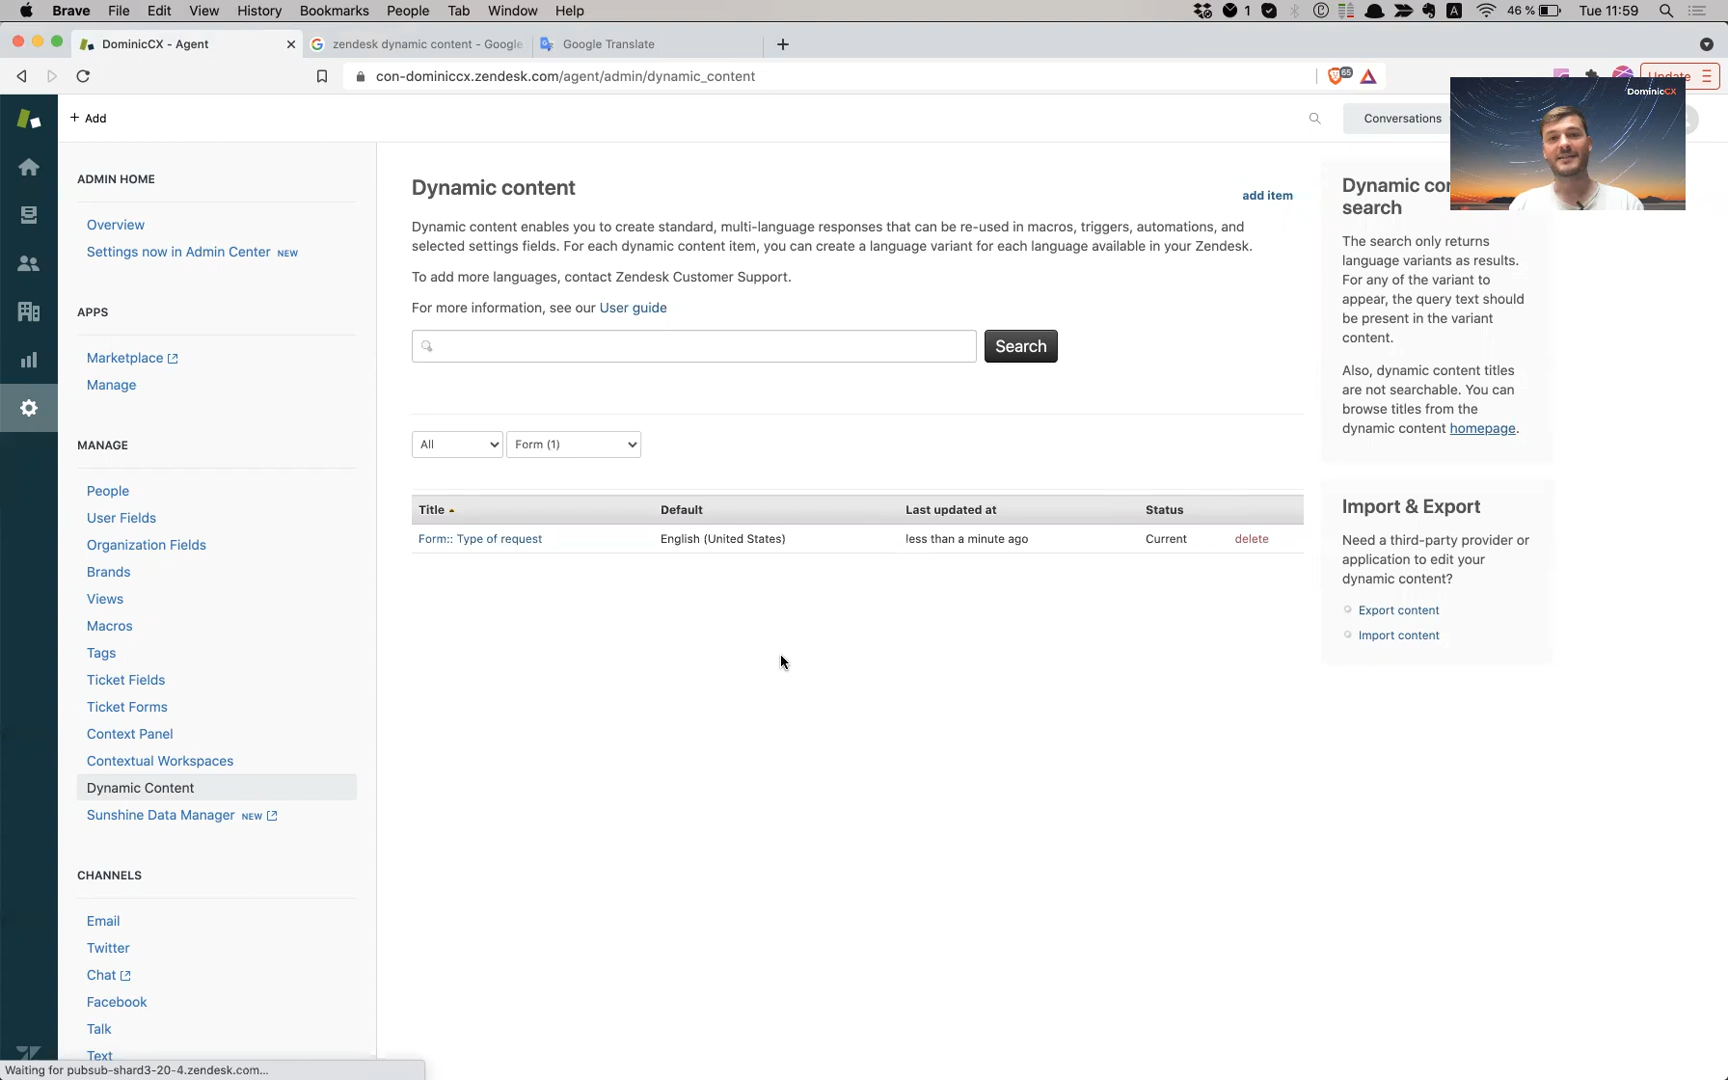 Brave File Edit View History Bookmarks People Tab Window Help
1 A 46 % Tue 11:59
DominicCX - Agent
zendesk dynamic content - Google
Google Translate
con-dominiccx.zendesk.com/agent/admin/dynamic_content
65
Update
DominicCX
+ Add
Conversations
ADMIN HOME
Overview
Settings now in Admin Center NEW
APPS
Marketplace
Manage
MANAGE
People
User Fields
Organization Fields
Brands
Views
Macros
Tags
Ticket Fields
Ticket Forms
Context Panel
Contextual Workspaces
Dynamic Content
Sunshine Data Manager NEW
CHANNELS
Email
Twitter
Chat
Facebook
Talk
Text
Waiting for pubsub-shard3-20-4.zendesk.com...
Dynamic content
add item
Dynamic content enables you to create standard, multi-language responses that can be re-used in macros, triggers, automations, and
selected settings fields. For each dynamic content item, you can create a language variant for each language available in your Zendesk.
To add more languages, contact Zendesk Customer Support.
For more information, see our User guide
Search
All Form (1)
Title Default Last updated at Status
Form:: Type of request English (United States) less than a minute ago Current delete
Dynamic co
search
The search only returns
language variants as results.
For any of the variant to
appear, the query text should
be present in the variant
content.
Also, dynamic content titles
are not searchable. You can
browse titles from the
dynamic content homepage.
Import & Export
Need a third-party provider or
application to edit your
dynamic content?
Export content
Import content